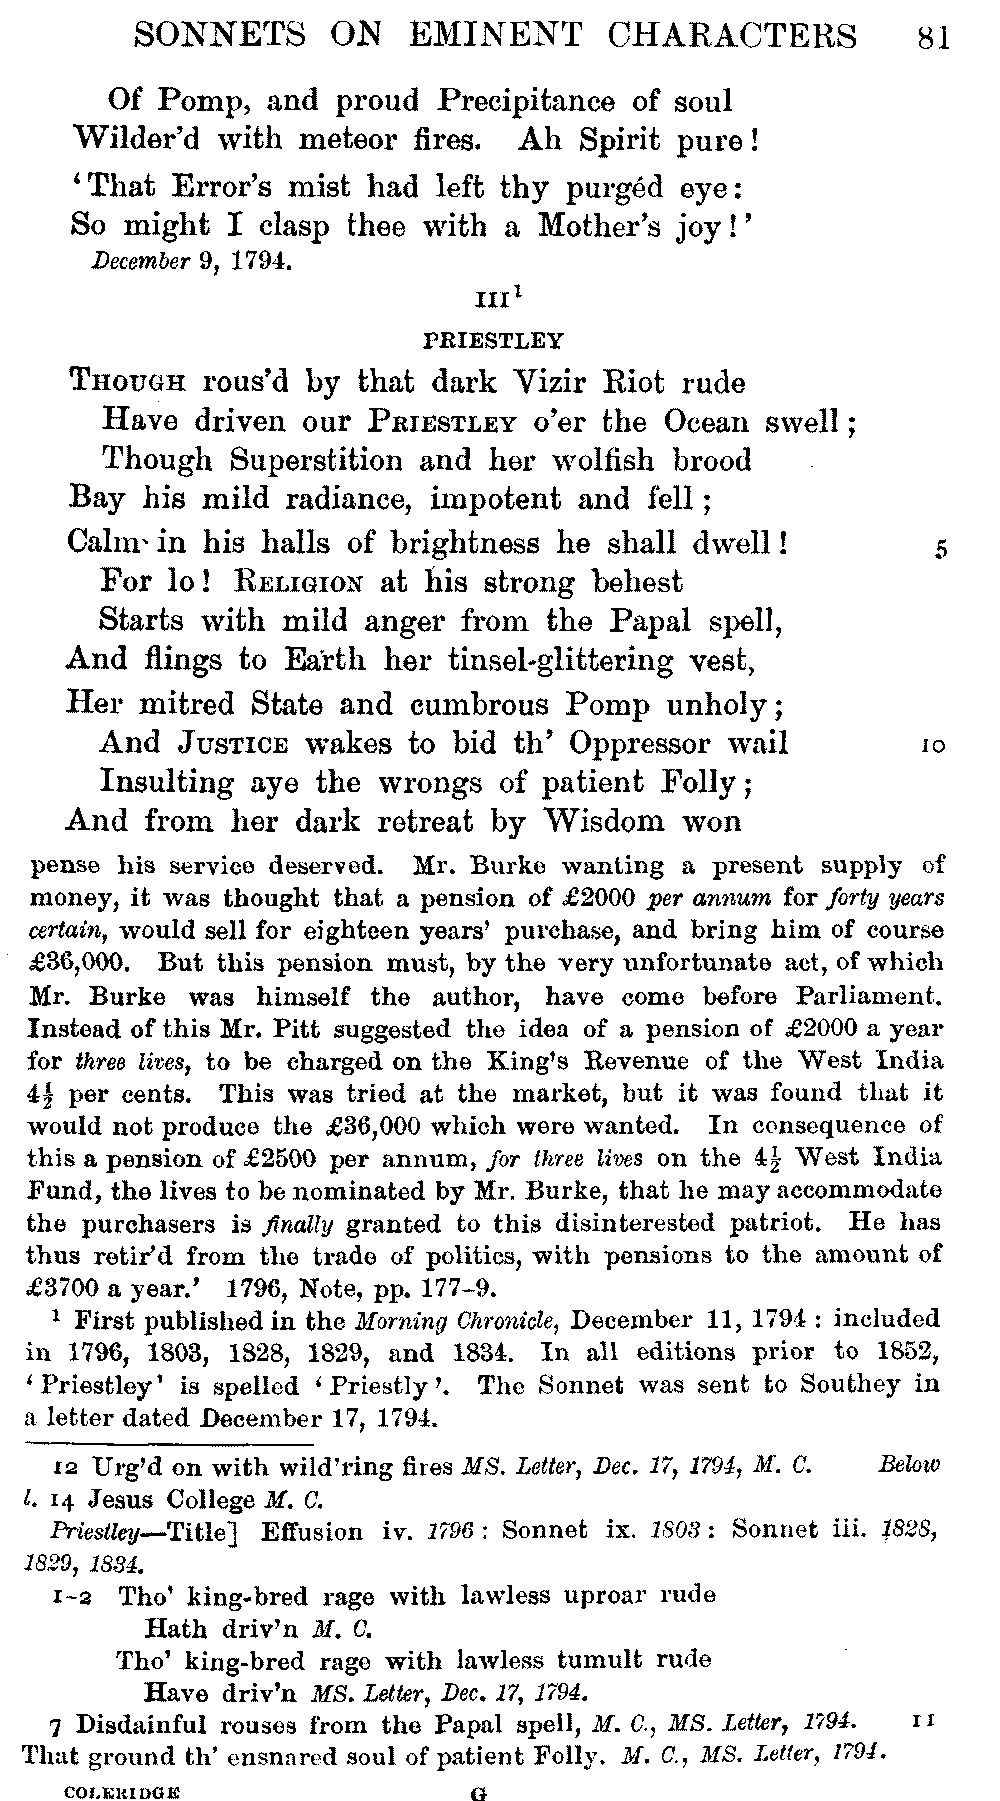 SONNETS ON EMINENT CHARACTERS 81
Of Pomp, and proud Precipitance of soul
Wilder'd with meteor fires. Ah Spirit pure!
'That Error's mist had left thy purgéd eye:
So might I clasp thee with a Mother's joy!'
December 9, 1794.
III¹
PRIESTLEY
THOUGH rous'd by that dark Vizir Riot rude
Have driven our PRIESTLEY o'er the Ocean swell;
Though Superstition and her wolfish brood
Bay his mild radiance, impotent and fell;
Calm in his halls of brightness he shall dwell! 5
For lo! RELIGION at his strong behest
Starts with mild anger from the Papal spell,
And flings to Earth her tinsel-glittering vest,
Her mitred State and cumbrous Pomp unholy;
And JUSTICE wakes to bid th' Oppressor wail 10
Insulting aye the wrongs of patient Folly;
And from her dark retreat by Wisdom won
pense his service deserved. Mr. Burke wanting a present supply of
money, it was thought that a pension of £2000 per annum for forty years
certain, would sell for eighteen years' purchase, and bring him of course
£36,000. But this pension must, by the very unfortunate act, of which
Mr. Burke was himself the author, have come before Parliament.
Instead of this Mr. Pitt suggested the idea of a pension of £2000 a year
for three lives, to be charged on the King's Revenue of the West India
4½ per cents. This was tried at the market, but it was found that it
would not produce the £36,000 which were wanted. In consequence of
this a pension of £2500 per annum, for three lives on the 4½ West India
Fund, the lives to be nominated by Mr. Burke, that he may accommodate
the purchasers is finally granted to this disinterested patriot. He has
thus retir'd from the trade of politics, with pensions to the amount of
£3700 a year.' 1796, Note, pp. 177-9.
¹ First published in the Morning Chronicle, December 11, 1794: included
in 1796, 1803, 1828, 1829, and 1834. In all editions prior to 1852,
'Priestley' is spelled 'Priestly'. The Sonnet was sent to Southey in
a letter dated December 17, 1794.
12 Urg'd on with wild'ring fires MS. Letter, Dec. 17, 1794, M. C. Below
l. 14 Jesus College M. C.
Priestley—Title] Effusion iv. 1796: Sonnet ix. 1803: Sonnet iii. 1828,
1829, 1834.
1-2 Tho' king-bred rage with lawless uproar rude
Hath driv'n M. C.
Tho' king-bred rage with lawless tumult rude
Have driv'n MS. Letter, Dec. 17, 1794.
7 Disdainful rouses from the Papal spell, M. C., MS. Letter, 1794. 11
That ground th' ensnared soul of patient Folly. M. C., MS. Letter, 1794.
COLERIDGE G